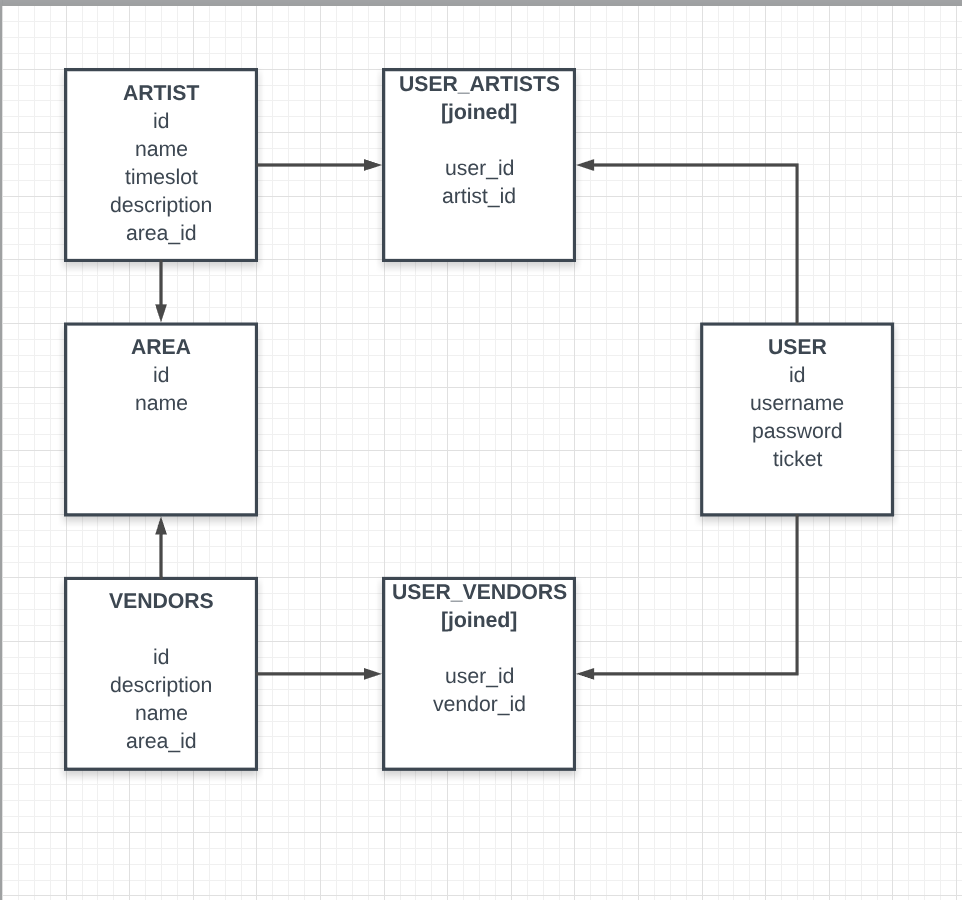 ARTIST
id
name
timeslot
description
area_id
USER_ARTISTS
[joined]
user_id
artist_id
AREA
id
name
USER
id
username
password
ticket
VENDORS
id
description
name
area_id
USER_VENDORS
[joined]
user_id
vendor_id